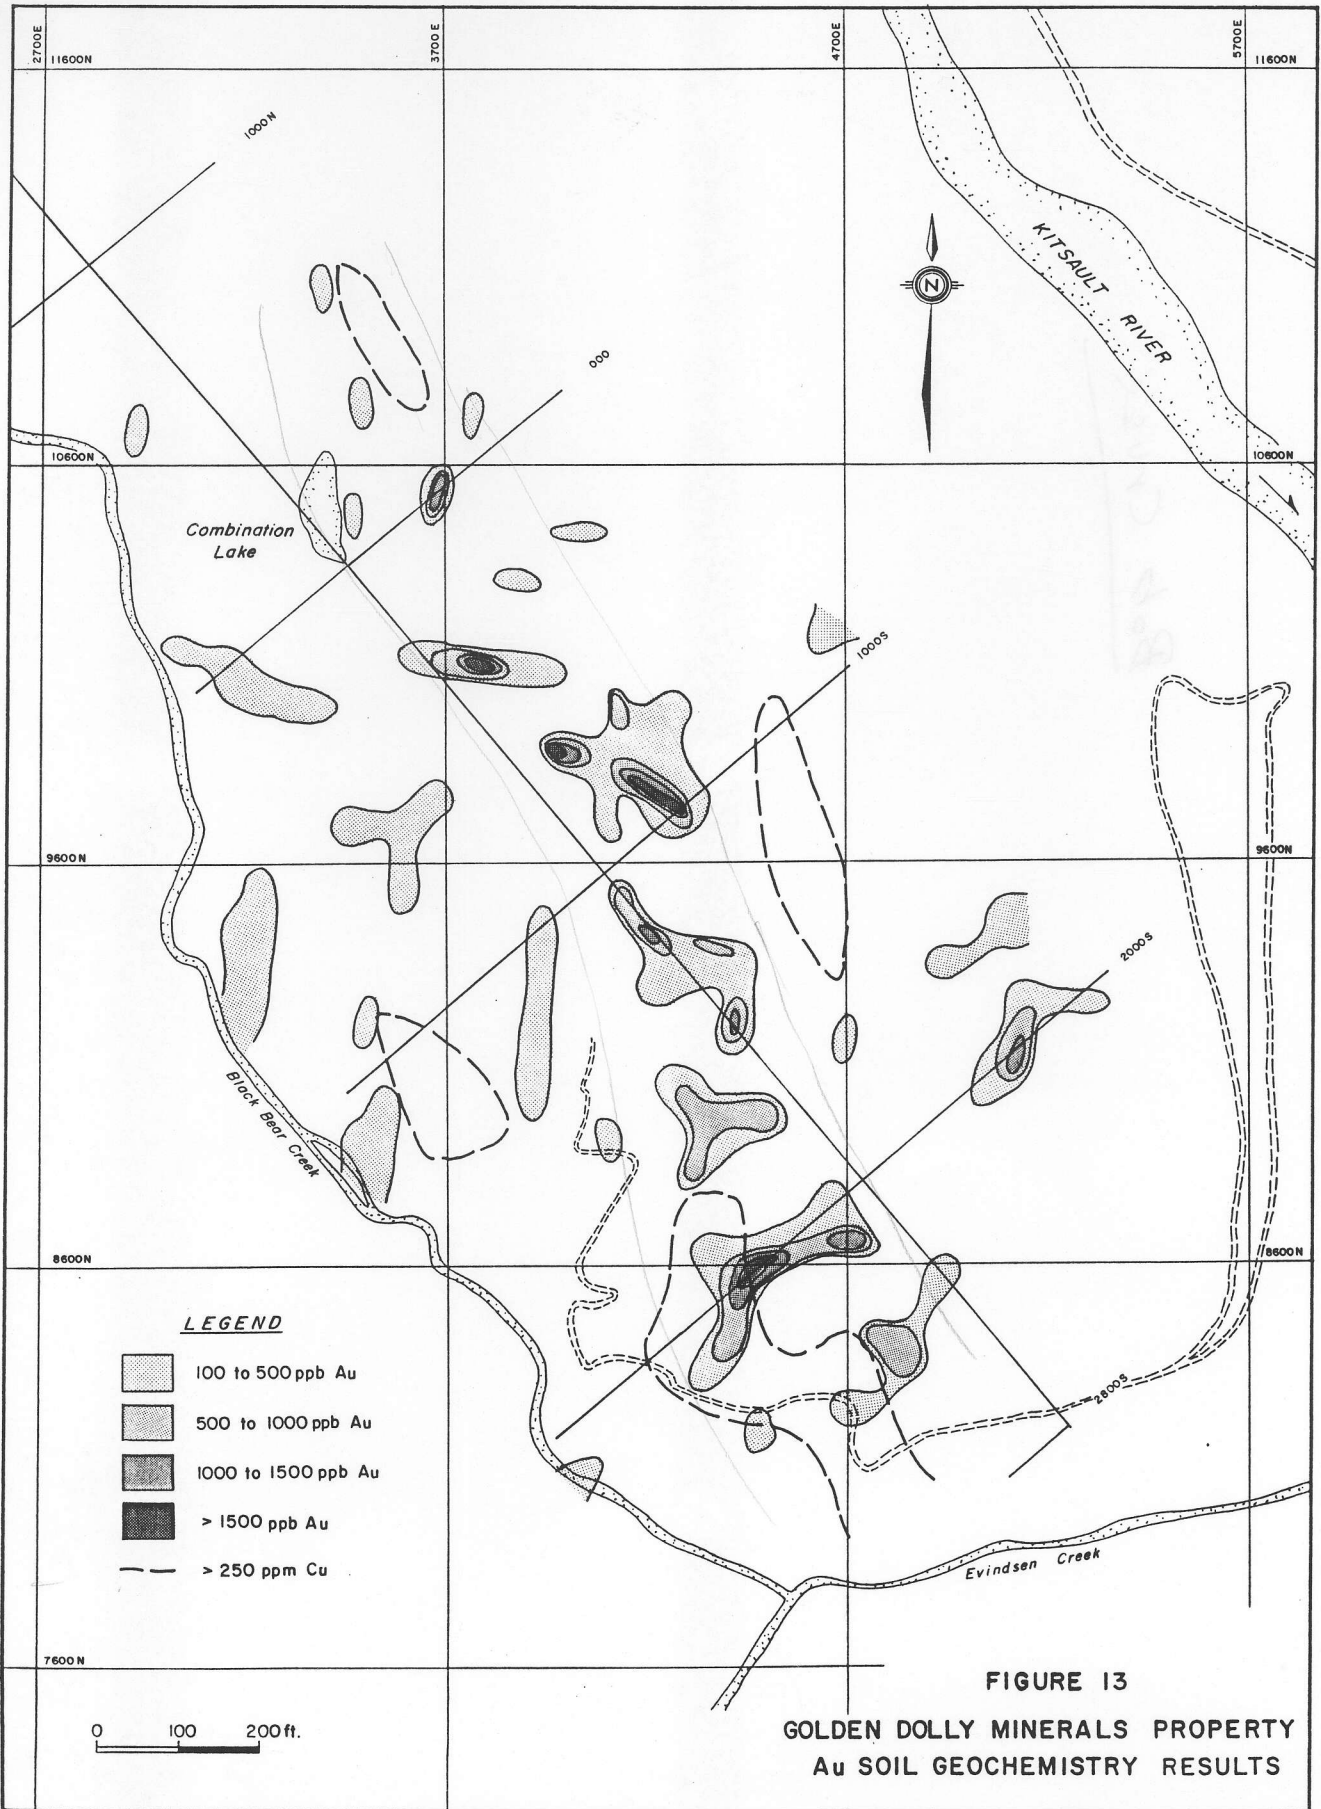 2700E
3700E
4700E
5700E
11600N
11600N
1000N
KITSAULT
RIVER
N
000
10600N
10600N
Combination
Lake
1000S
9600N
9600N
2000S
Black Bear Creek
8600N
8600N
LEGEND
100 to 500 ppb Au
500 to 1000 ppb Au
1000 to 1500 ppb Au
> 1500 ppb Au
> 250 ppm Cu
2800S
Evindsen Creek
7600N
FIGURE 13
0 100 200 ft.
GOLDEN DOLLY MINERALS PROPERTY
Au SOIL GEOCHEMISTRY RESULTS